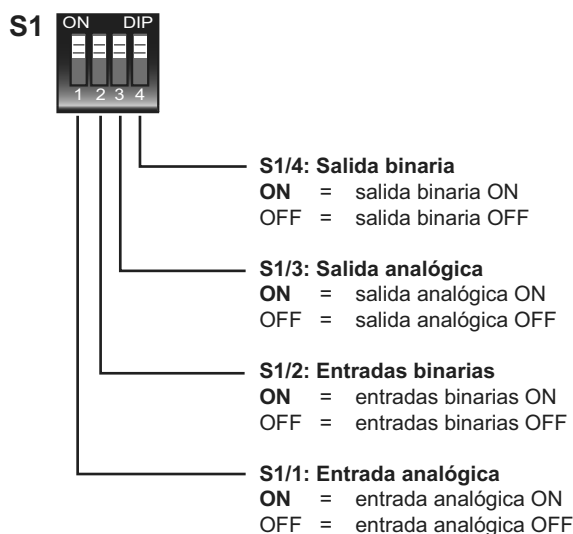 S1
ON DIP
1 2 3 4
S1/4: Salida binaria
ON = salida binaria ON
OFF = salida binaria OFF
S1/3: Salida analógica
ON = salida analógica ON
OFF = salida analógica OFF
S1/2: Entradas binarias
ON = entradas binarias ON
OFF = entradas binarias OFF
S1/1: Entrada analógica
ON = entrada analógica ON
OFF = entrada analógica OFF